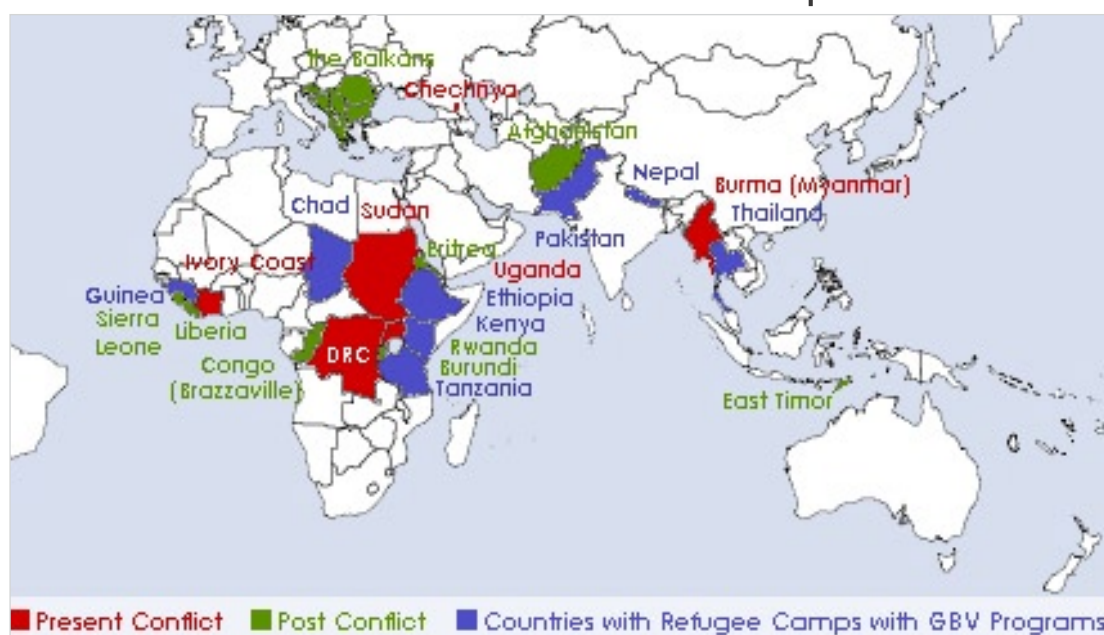 The Balkans
Chechnya
Afghanistan
Nepal
Burma (Myanmar)
Chad
Sudan
Thailand
Pakistan
Eritrea
Ivory Coast
Uganda
Guinea
Ethiopia
Sierra
Leone
Liberia
Kenya
DRC
Rwanda
Congo
(Brazzaville)
Burundi
Tanzania
East Timor
Present Conflict
Post Conflict
Countries with Refugee Camps with GBV Programs